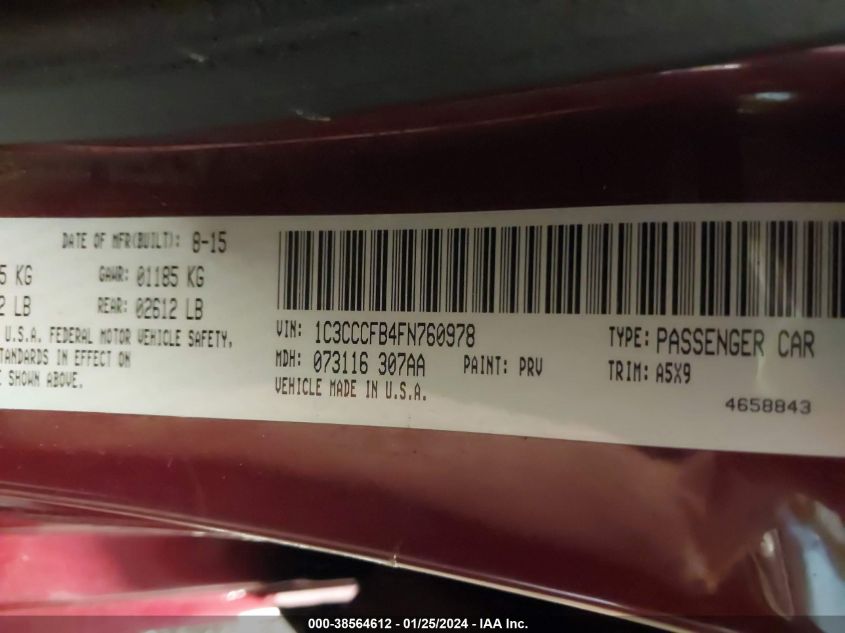 DATE OF MFR(BUILT): 8-15
5 KG GAWR: 01185 KG
2 LB REAR: 02612 LB
U.S.A. FEDERAL MOTOR VEHICLE SAFETY,
STANDARDS IN EFFECT ON
SHOWN ABOVE.
VIN: 1C3CCCFB4FN760978
TYPE: PASSENGER CAR
MDH: 073116 307AA PAINT: PRV
TRIM: A5X9
VEHICLE MADE IN U.S.A.
4658843
000-38564612 - 01/25/2024 - IAA Inc.